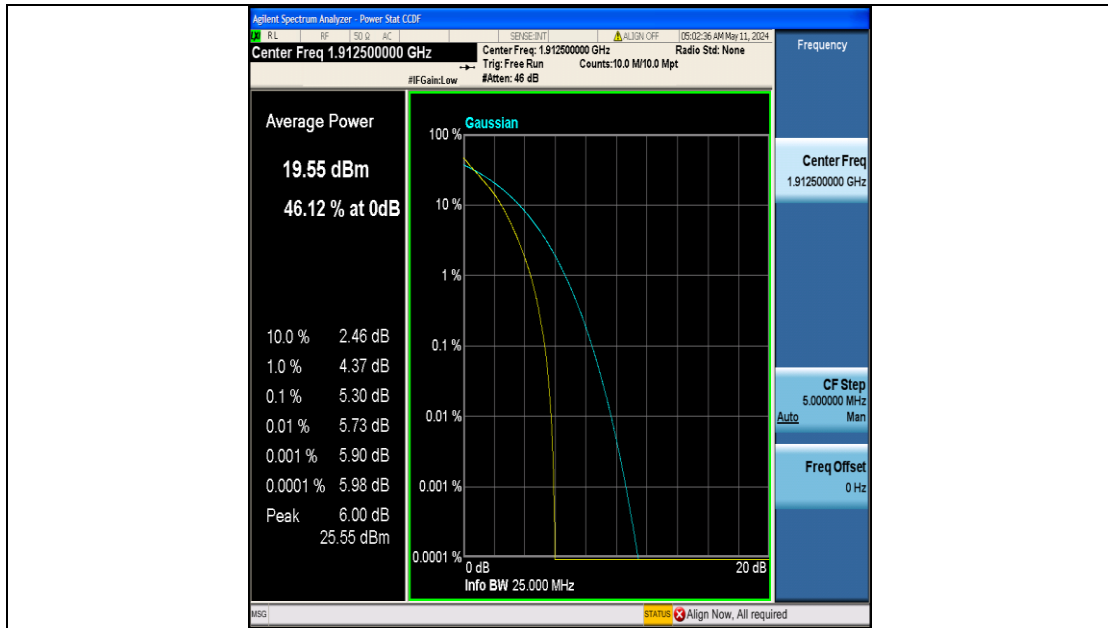 Agilent Spectrum Analyzer - Power Stat CCDF
RL RF 50 Ω AC SENSE:INT ALIGN OFF 05:02:36 AM May 11, 2024
Center Freq 1.912500000 GHz
Center Freq: 1.912500000 GHz Radio Std: None
Trig: Free Run Counts:10.0 M/10.0 Mpt
#IFGain:Low #Atten: 46 dB
Frequency
Average Power
19.55 dBm
46.12 % at 0dB
10.0 % 2.46 dB
1.0 % 4.37 dB
0.1 % 5.30 dB
0.01 % 5.73 dB
0.001 % 5.90 dB
0.0001 % 5.98 dB
Peak 6.00 dB
25.55 dBm
Gaussian
100 %
10 %
1 %
0.1 %
0.01 %
0.001 %
0.0001 %
0 dB 20 dB
Info BW 25.000 MHz
Center Freq
1.912500000 GHz
CF Step
5.000000 MHz
Auto Man
Freq Offset
0 Hz
MSG STATUS Align Now, All required